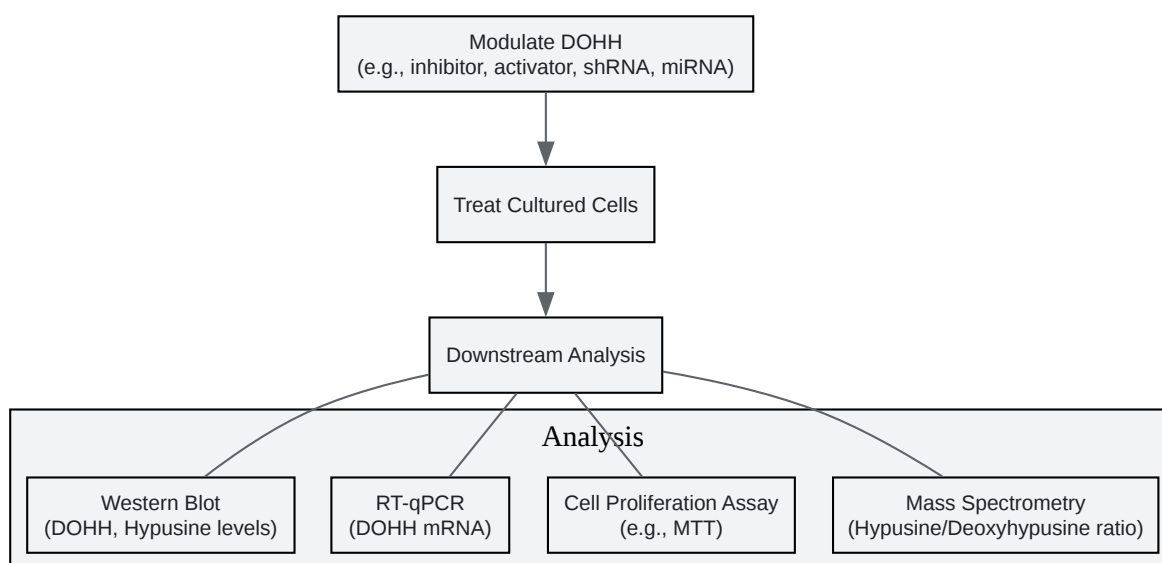 Modulate DOHH
(e.g., inhibitor, activator, shRNA, miRNA)
Treat Cultured Cells
Downstream Analysis
Analysis
Western Blot
(DOHH, Hypusine levels)
RT-qPCR
(DOHH mRNA)
Cell Proliferation Assay
(e.g., MTT)
Mass Spectrometry
(Hypusine/Deoxyhypusine ratio)